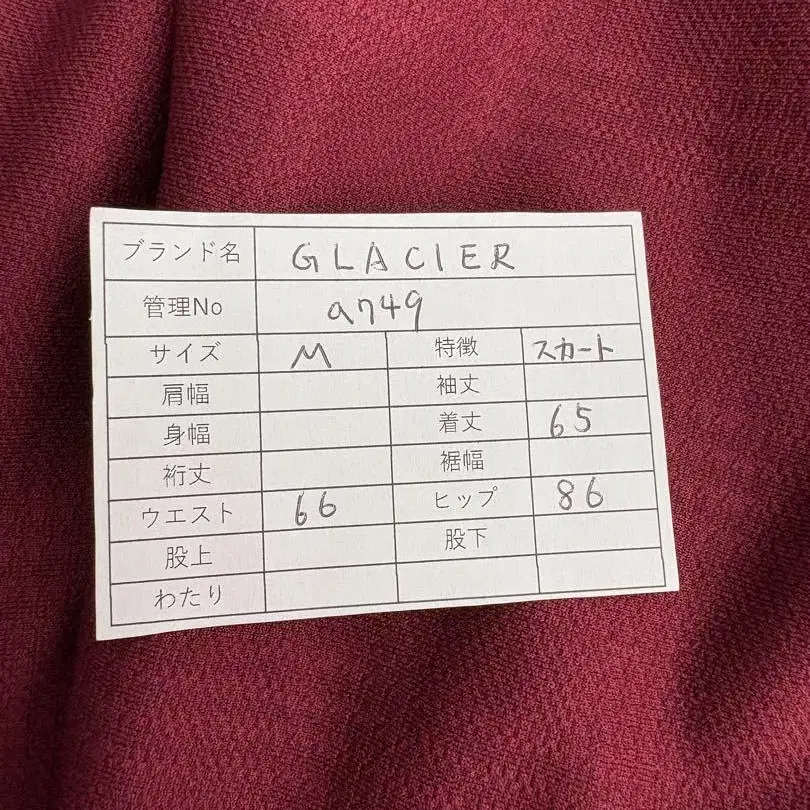 ブランド名 GLACIER
管理No a749
サイズ M 特徴 スカート
肩幅 袖丈
身幅 着丈 65
裄丈 裾幅
ウエスト 66 ヒップ 86
股上 股下
わたり